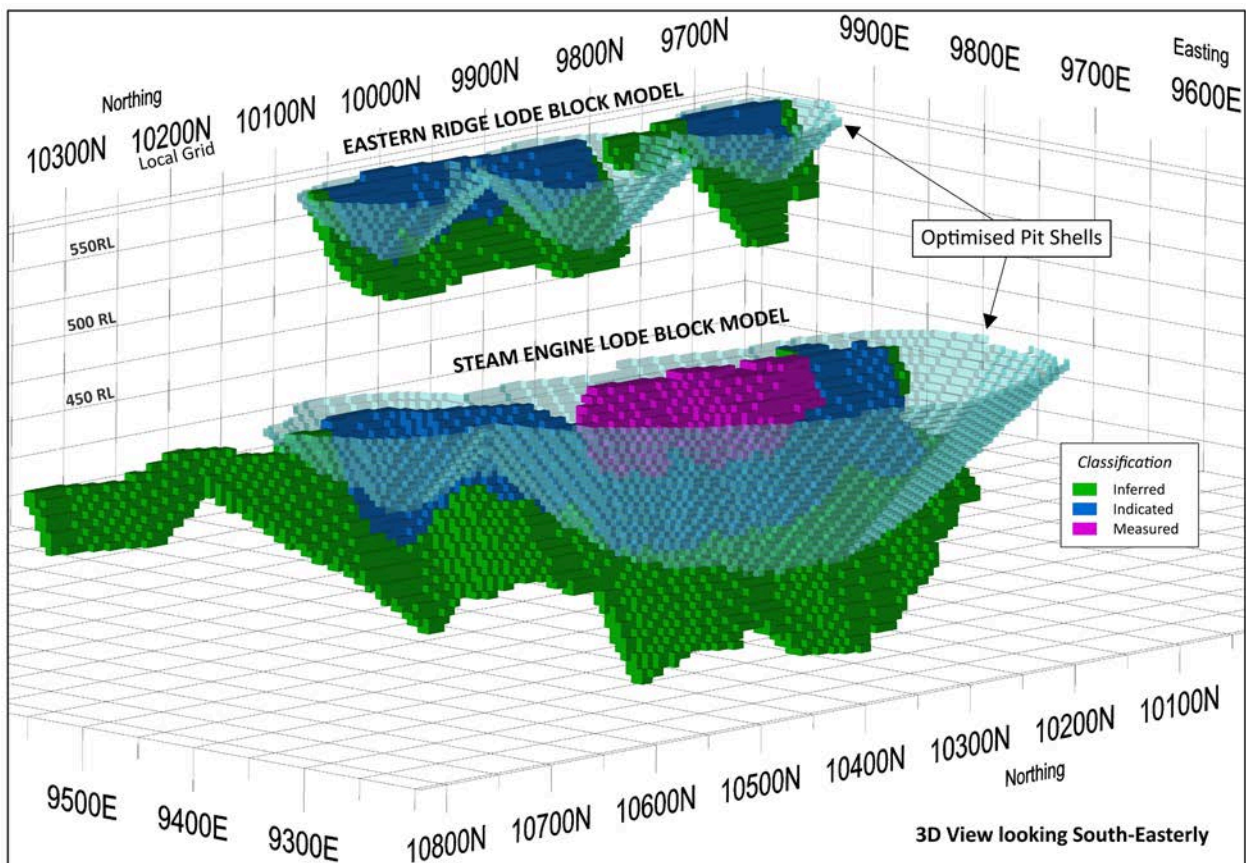 9900E
9800E
9700E
9600E
Easting
9700N
9800N
9900N
10000N
10100N
10200N
10300N
Northing
Local Grid
EASTERN RIDGE LODE BLOCK MODEL
550RL
500 RL
450 RL
Optimised Pit Shells
STEAM ENGINE LODE BLOCK MODEL
Classification
Inferred
Indicated
Measured
9500E
9400E
9300E
10800N
10700N
10600N
10500N
10400N
10300N
10200N
10100N
Northing
3D View looking South-Easterly